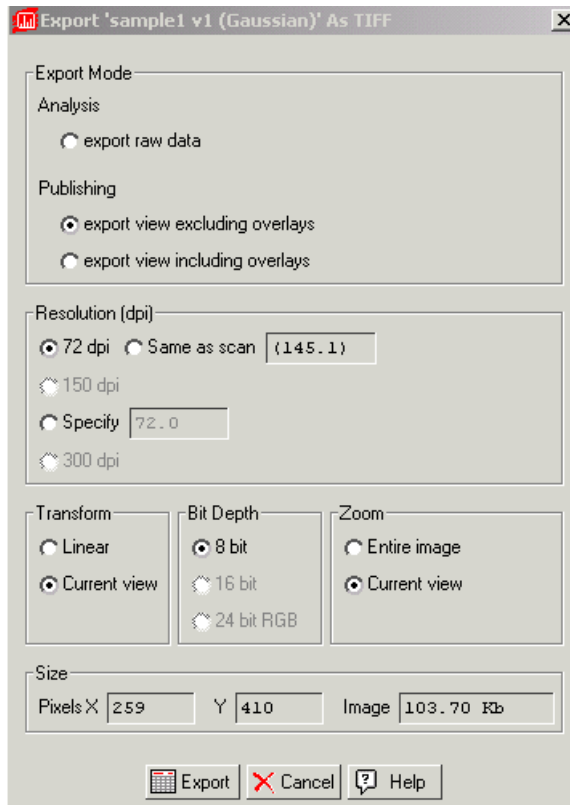 Export 'sample1 v1 (Gaussian)' As TIFF
Export Mode
Analysis
export raw data
Publishing
export view excluding overlays
export view including overlays
Resolution (dpi)
72 dpi Same as scan (145.1)
150 dpi
Specify 72.0
300 dpi
Transform
Linear
Current view
Bit Depth
8 bit
16 bit
24 bit RGB
Zoom
Entire image
Current view
Size
Pixels X 259 Y 410 Image 103.70 Kb
Export Cancel Help